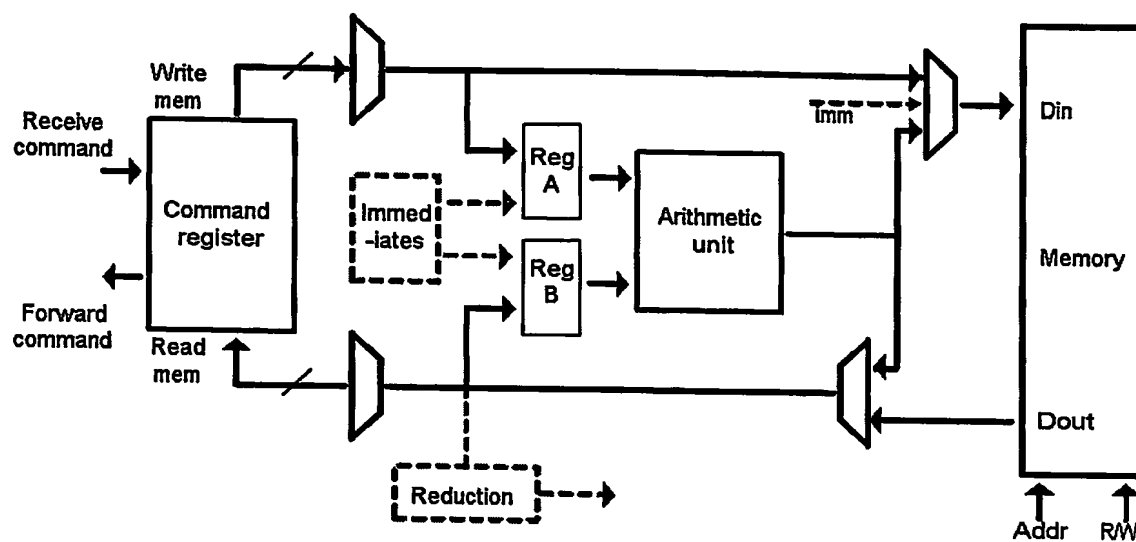 Write
mem
Receive
command
Command
register
Forward
command
Read
mem
Immed
-iates
Reg
A
Reg
B
Arithmetic
unit
Imm
Din
Memory
Dout
Reduction
Addr
R/W